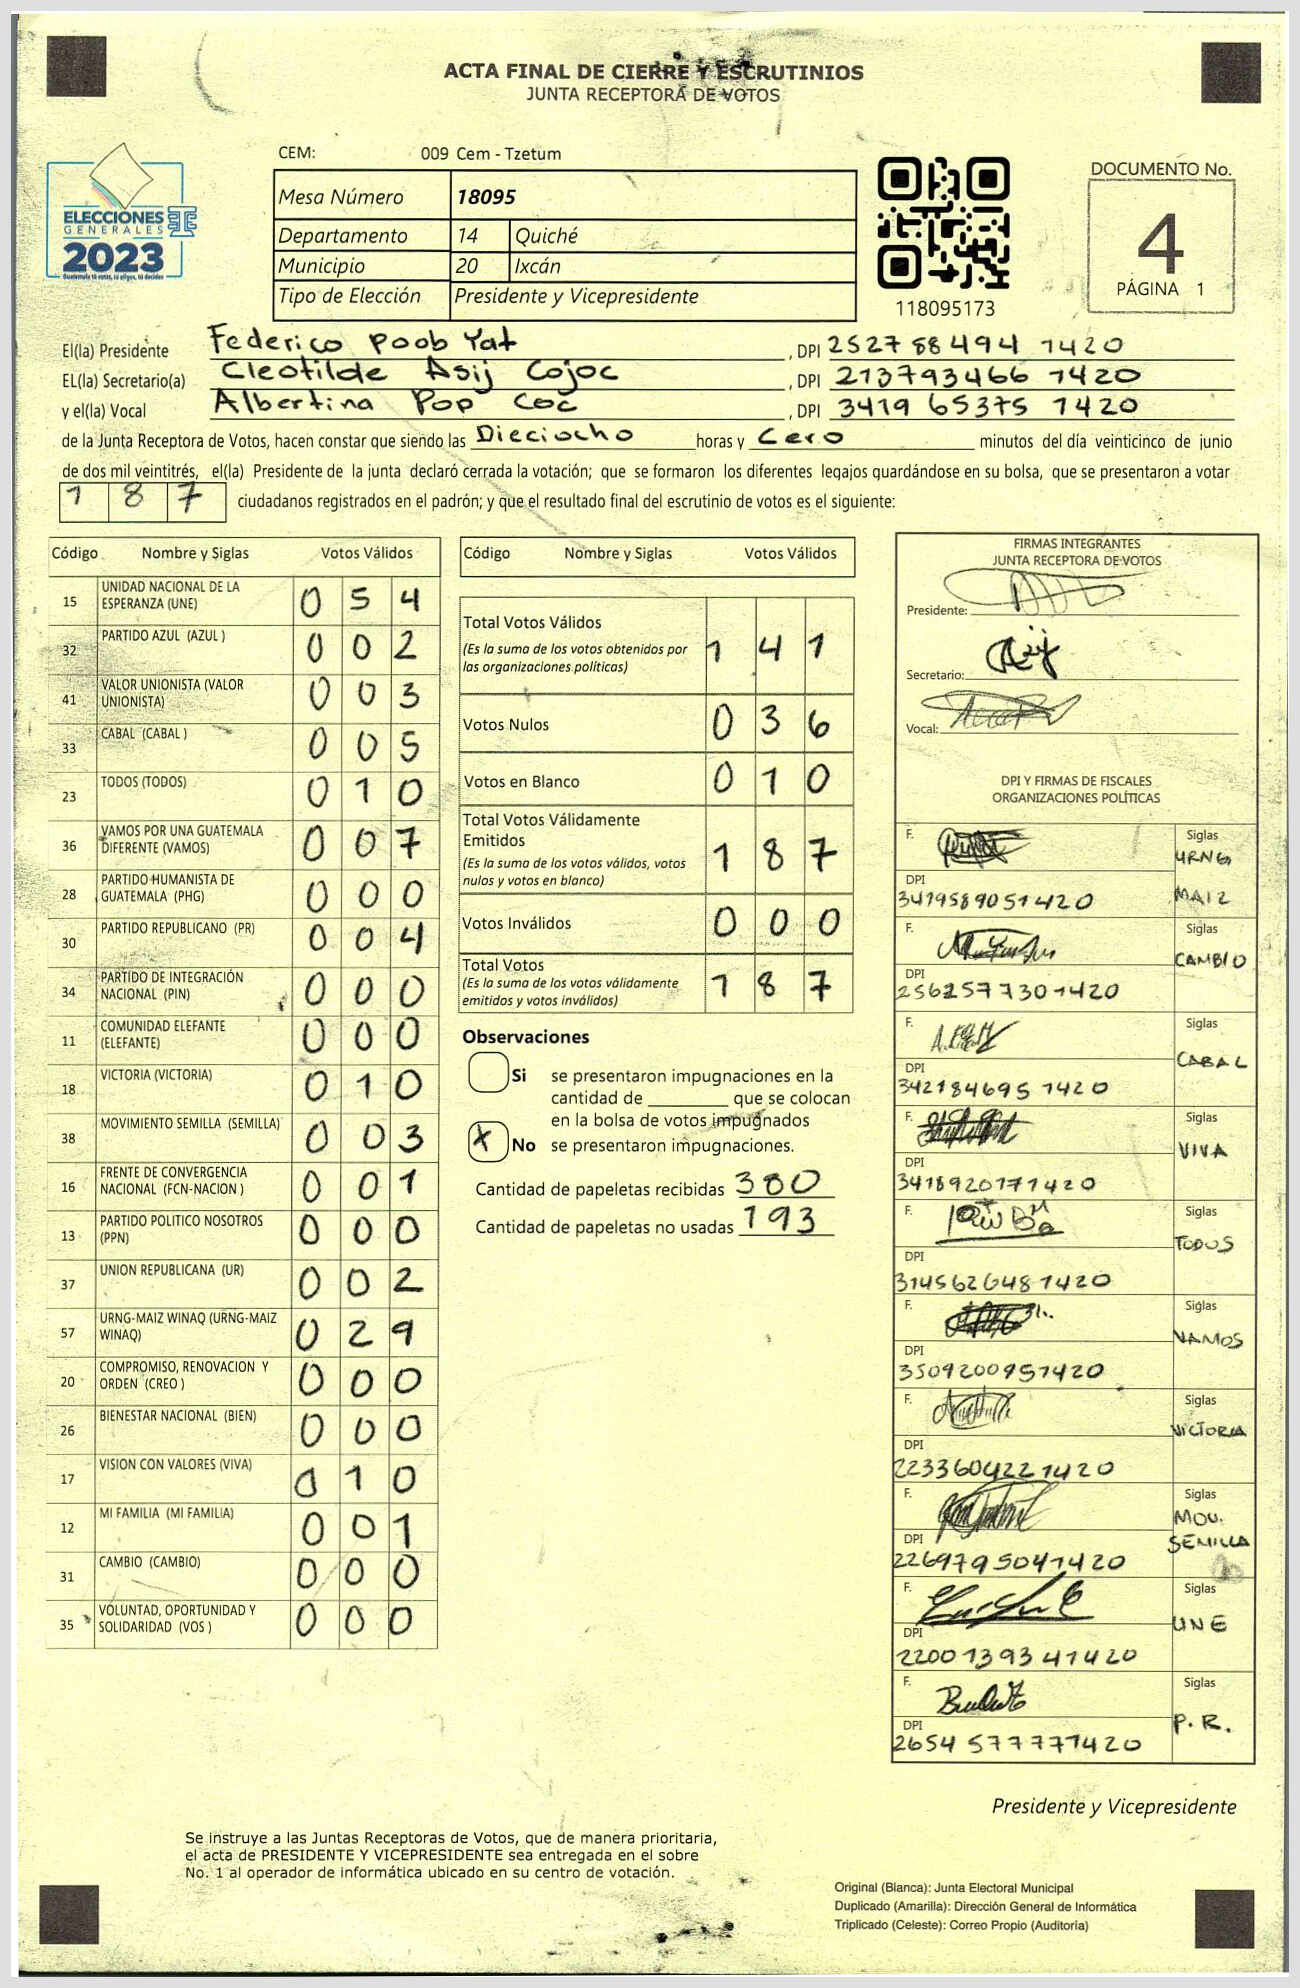 ACTA FINAL DE CIERRE Y ESCRUTINIOS
JUNTA RECEPTORA DE VOTOS
CEM: 009 Cem - Tzetum
ELECCIONES
GENERALES
2023
Guatemala tú votas, tú eliges, tú decides
Mesa Número 18095
Departamento 14 Quiché
Municipio 20 Ixcán
Tipo de Elección Presidente y Vicepresidente
118095173
DOCUMENTO No.
4
PÁGINA 1
El(la) Presidente Federico Poob Yat , DPI 2527 88494 1420
EL(la) Secretario(a) Cleotilde Asij Cojoc , DPI 213793466 1420
y el(la) Vocal Albertina Pop Coc , DPI 3419 65375 1420
de la Junta Receptora de Votos, hacen constar que siendo las Dieciocho horas y Cero minutos del día veinticinco de junio
de dos mil veintitrés, el(la) Presidente de la junta declaró cerrada la votación; que se formaron los diferentes legajos guardándose en su bolsa, que se presentaron a votar
187 ciudadanos registrados en el padrón; y que el resultado final del escrutinio de votos es el siguiente:
Código Nombre y Siglas Votos Válidos
15 UNIDAD NACIONAL DE LA ESPERANZA (UNE) 0 5 4
32 PARTIDO AZUL (AZUL ) 0 0 2
41 VALOR UNIONISTA (VALOR UNIONISTA) 0 0 3
33 CABAL (CABAL ) 0 0 5
23 TODOS (TODOS) 0 1 0
36 VAMOS POR UNA GUATEMALA DIFERENTE (VAMOS) 0 0 7
28 PARTIDO HUMANISTA DE GUATEMALA (PHG) 0 0 0
30 PARTIDO REPUBLICANO (PR) 0 0 4
34 PARTIDO DE INTEGRACIÓN NACIONAL (PIN) 0 0 0
11 COMUNIDAD ELEFANTE (ELEFANTE) 0 0 0
18 VICTORIA (VICTORIA) 0 1 0
38 MOVIMIENTO SEMILLA (SEMILLA) 0 0 3
16 FRENTE DE CONVERGENCIA NACIONAL (FCN-NACION ) 0 0 1
13 PARTIDO POLITICO NOSOTROS (PPN) 0 0 0
37 UNION REPUBLICANA (UR) 0 0 2
57 URNG-MAIZ WINAQ (URNG-MAIZ WINAQ) 0 2 9
20 COMPROMISO, RENOVACION Y ORDEN (CREO ) 0 0 0
26 BIENESTAR NACIONAL (BIEN) 0 0 0
17 VISION CON VALORES (VIVA) 0 1 0
12 MI FAMILIA (MI FAMILIA) 0 0 1
31 CAMBIO (CAMBIO) 0 0 0
35 VOLUNTAD, OPORTUNIDAD Y SOLIDARIDAD (VOS ) 0 0 0
Código Nombre y Siglas Votos Válidos
Total Votos Válidos 1 4 1
(Es la suma de los votos obtenidos por
las organizaciones políticas)
Votos Nulos 0 3 6
Votos en Blanco 0 1 0
Total Votos Válidamente
Emitidos 1 8 7
(Es la suma de los votos válidos, votos
nulos y votos en blanco)
Votos Inválidos 0 0 0
Total Votos 1 8 7
(Es la suma de los votos válidamente
emitidos y votos inválidos)
Observaciones
Si se presentaron impugnaciones en la
cantidad de ________ que se colocan
en la bolsa de votos impugnados
X No se presentaron impugnaciones.
Cantidad de papeletas recibidas 380
Cantidad de papeletas no usadas 193
FIRMAS INTEGRANTES
JUNTA RECEPTORA DE VOTOS
Presidente:
Secretario:
Vocal:
DPI Y FIRMAS DE FISCALES
ORGANIZACIONES POLÍTICAS
F. Siglas
URNG MAIZ
DPI
3419589051420
F. Siglas
CAMBIO
DPI
2562577301420
F. Siglas
CABAL
DPI
342184695 1420
F. Siglas
VIVA
DPI
3418920171420
F. Siglas
TODOS
DPI
3145626481420
F. Siglas
VAMOS
DPI
3509200951420
F. Siglas
VICTORIA
DPI
2233604221420
F. Siglas
MOV. SEMILLA
DPI
2269795041420
F. Siglas
UNE
DPI
2200139341420
F. Siglas
P.R.
DPI
2654 577771420
Presidente y Vicepresidente
Se instruye a las Juntas Receptoras de Votos, que de manera prioritaria,
el acta de PRESIDENTE Y VICEPRESIDENTE sea entregada en el sobre
No. 1 al operador de informática ubicado en su centro de votación.
Original (Blanca): Junta Electoral Municipal
Duplicado (Amarilla): Dirección General de Informática
Triplicado (Celeste): Correo Propio (Auditoría)